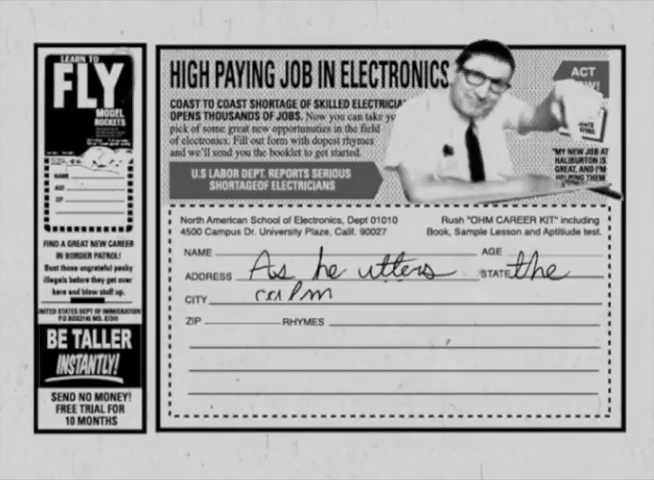 LEARN TO
FLY
MODEL
ROCKETS
NAME
AGE
ZIP
FIND A GREAT NEW CAREER
IN BORDER PATROL!
Bust those ungrateful pesky
illegals before they get over
here and blow stuff up.
UNITED STATES DEPT OF IMMIGRATION
BE TALLER
INSTANTLY!
SEND NO MONEY!
FREE TRIAL FOR
10 MONTHS
HIGH PAYING JOB IN ELECTRONICS
ACT
COAST TO COAST SHORTAGE OF SKILLED ELECTRICIA
OPENS THOUSANDS OF JOBS. Now you can take yo
pick of some great new opportunities in the field
of electronics. Fill out form with dopest rhymes
and we'll send you the booklet to get started.
U.S LABOR DEPT. REPORTS SERIOUS
SHORTAGEOF ELECTRICIANS
"MY NEW JOB AT
HALIBURTON IS
GREAT, AND I'M
HELPING THEM
North American School of Electronics, Dept 01010
4500 Campus Dr. University Plaze, Calif. 90027
Rush "OHM CAREER KIT" including
Book, Sample Lesson and Aptitiude test.
NAME AGE
ADDRESS As he utters STATE the
CITY calm
ZIP RHYMES